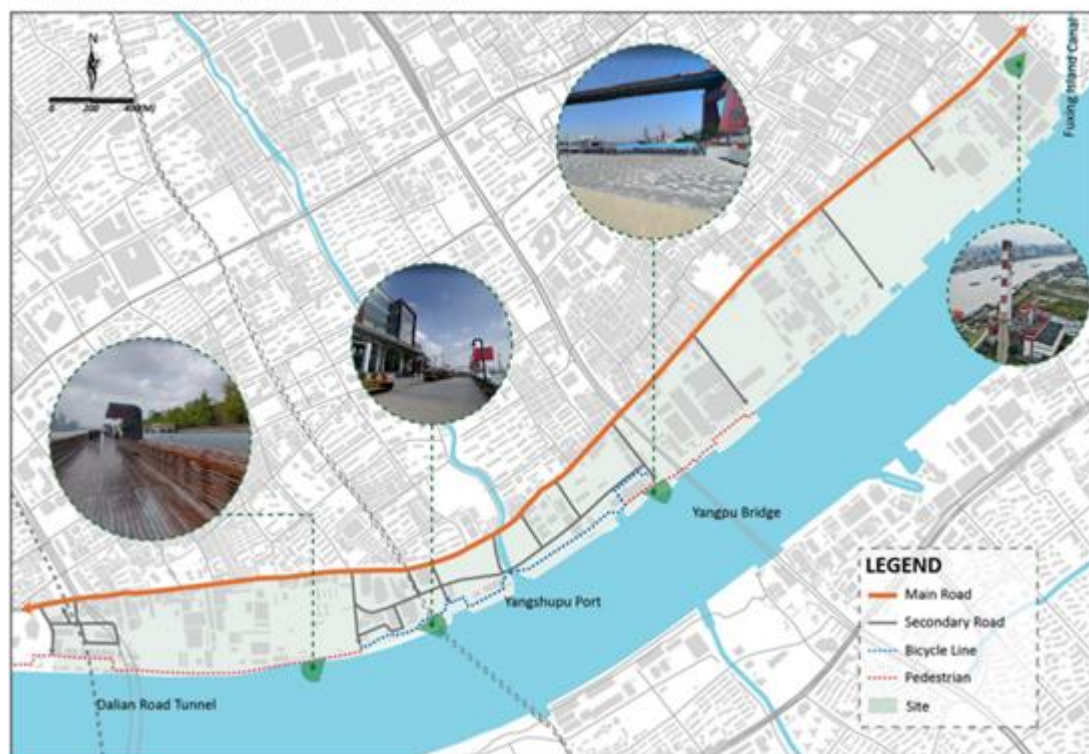 N
0 200 400(M)
Fuxing Island Canal
Yangpu Bridge
Yangshupu Port
Dalian Road Tunnel
LEGEND
Main Road
Secondary Road
Bicycle Line
Pedestrian
Site